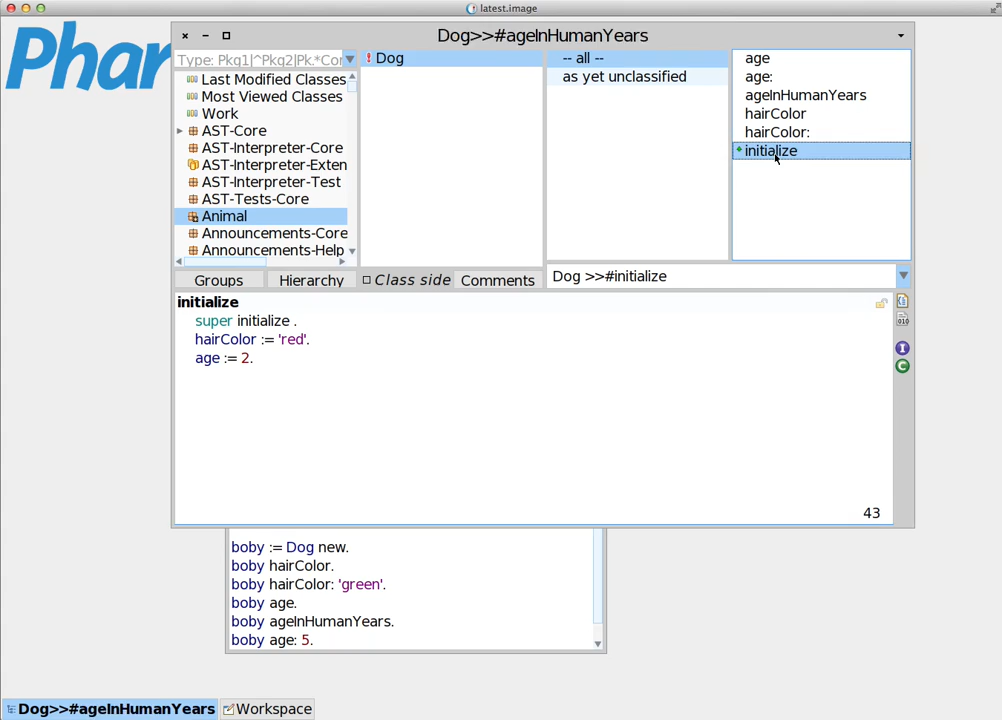 latest.image
Phar
Dog>>#ageInHumanYears
Type: Pkg1|^Pkg2|Pk.*Cor
Last Modified Classes
Most Viewed Classes
Work
AST-Core
AST-Interpreter-Core
AST-Interpreter-Exten
AST-Interpreter-Test
AST-Tests-Core
Animal
Announcements-Core
Announcements-Help
Dog
-- all --
as yet unclassified
age
age:
ageInHumanYears
hairColor
hairColor:
initialize
Groups
Hierarchy
Class side
Comments
Dog >>#initialize
initialize
super initialize .
hairColor := 'red'.
age := 2.
43
boby := Dog new.
boby hairColor.
boby hairColor: 'green'.
boby age.
boby ageInHumanYears.
boby age: 5.
Dog>>#ageInHumanYears
Workspace